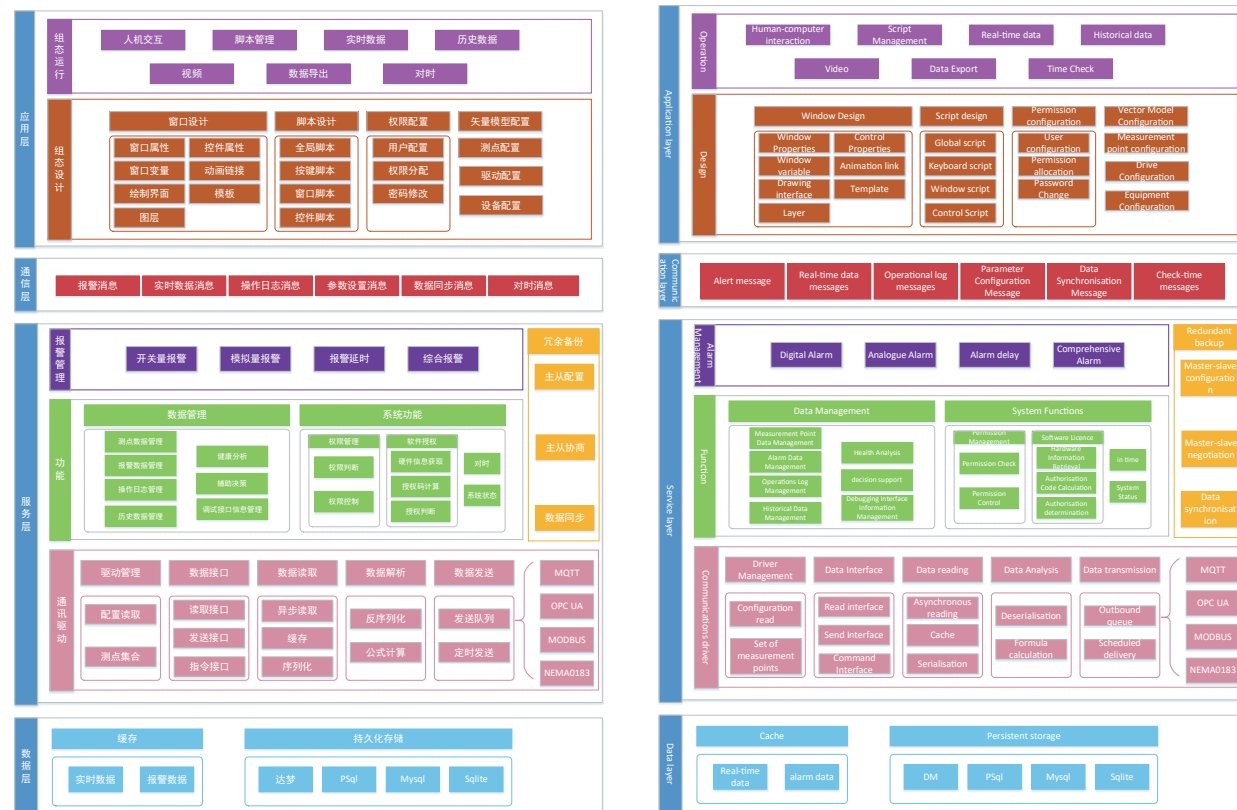 应用层
组态运行
人机交互
脚本管理
实时数据
历史数据
视频
数据导出
对时
组态设计
窗口设计
脚本设计
权限配置
矢量模型配置
窗口属性
控件属性
全局脚本
用户配置
测点配置
窗口变量
动画链接
按键脚本
权限分配
驱动配置
绘制界面
模板
窗口脚本
密码修改
设备配置
图层
控件脚本
通信层
报警消息
实时数据消息
操作日志消息
参数设置消息
数据同步消息
对时消息
服务层
报警管理
开关量报警
模拟量报警
报警延时
综合报警
冗余备份
主从配置
主从协商
数据同步
功能
数据管理
系统功能
测点数据管理
报警数据管理
操作日志管理
历史数据管理
健康分析
辅助决策
调试接口信息管理
权限管理
权限判断
权限控制
软件授权
硬件信息获取
授权码计算
授权判断
对时
系统状态
通讯驱动
驱动管理
数据接口
数据读取
数据解析
数据发送
配置读取
测点集合
读取接口
发送接口
指令接口
异步读取
缓存
序列化
反序列化
公式计算
发送队列
定时发送
MQTT
OPC UA
MODBUS
NEMA0183
数据层
缓存
持久化存储
实时数据
报警数据
达梦
PSql
Mysql
Sqlite
Application layer
Operation
Human-computer
interaction
Script
Management
Real-time data
Historical data
Video
Data Export
Time Check
Design
Window Design
Script design
Permission
configuration
Vector Model
Configuration
Window
Properties
Control
Properties
Global script
User
configuration
Measurement
point configuration
Window
variable
Animation link
Keyboard script
Permission
allocation
Drive
Configuration
Drawing
interface
Template
Window script
Password
Change
Equipment
Configuration
Layer
Control Script
Communic
ation layer
Alert message
Real-time data
messages
Operational log
messages
Parameter
Configuration
Message
Data
Synchronisation
Message
Check-time
messages
Service layer
Alarm
Management
Digital Alarm
Analogue Alarm
Alarm delay
Comprehensive
Alarm
Redundant
backup
Master-slave
configuratio
n
Master-slave
negotiation
Data
synchronisat
ion
Function
Data Management
System Functions
Measurement Point
Data Management
Alarm Data
Management
Operations Log
Management
Historical Data
Management
Health Analysis
decision support
Debugging Interface
Information
Management
Permission
Management
Permission Check
Permission
Control
Software Licence
Hardware
Information
Retrieval
Authorisation
Code Calculation
Authorisation
determination
in time
System
Status
Communications driver
Driver
Management
Data Interface
Data reading
Data Analysis
Data transmission
Configuration
read
Set of
measurement
points
Read interface
Send Interface
Command
Interface
Asynchronous
reading
Cache
Serialisation
Deserialisation
Formula
calculation
Outbound
queue
Scheduled
delivery
MQTT
OPC UA
MODBUS
NEMA0183
Data layer
Cache
Persistent storage
Real-time
data
alarm data
DM
PSql
Mysql
Sqlite